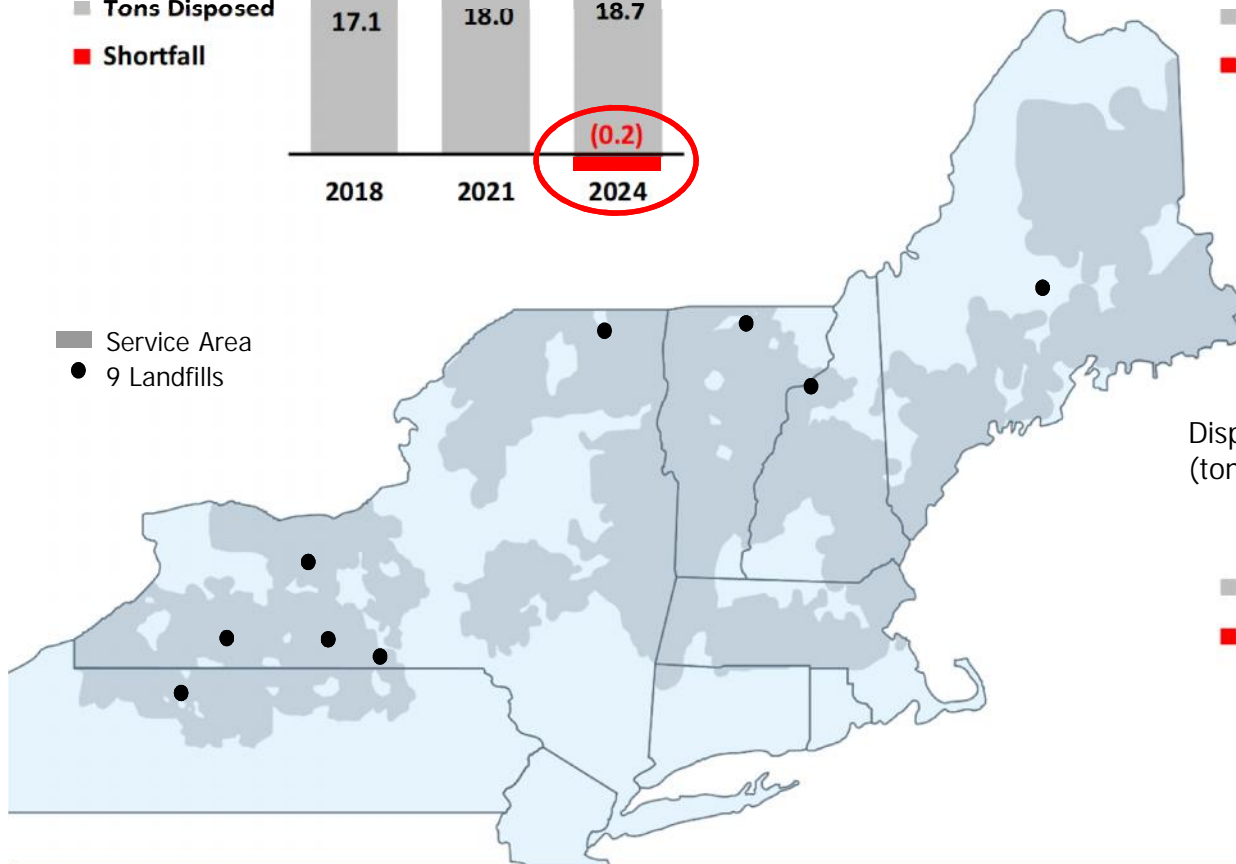 Tons Disposed
17.1
18.0
18.7
Shortfall
(0.2)
2018
2021
2024
Service Area
9 Landfills
(ton